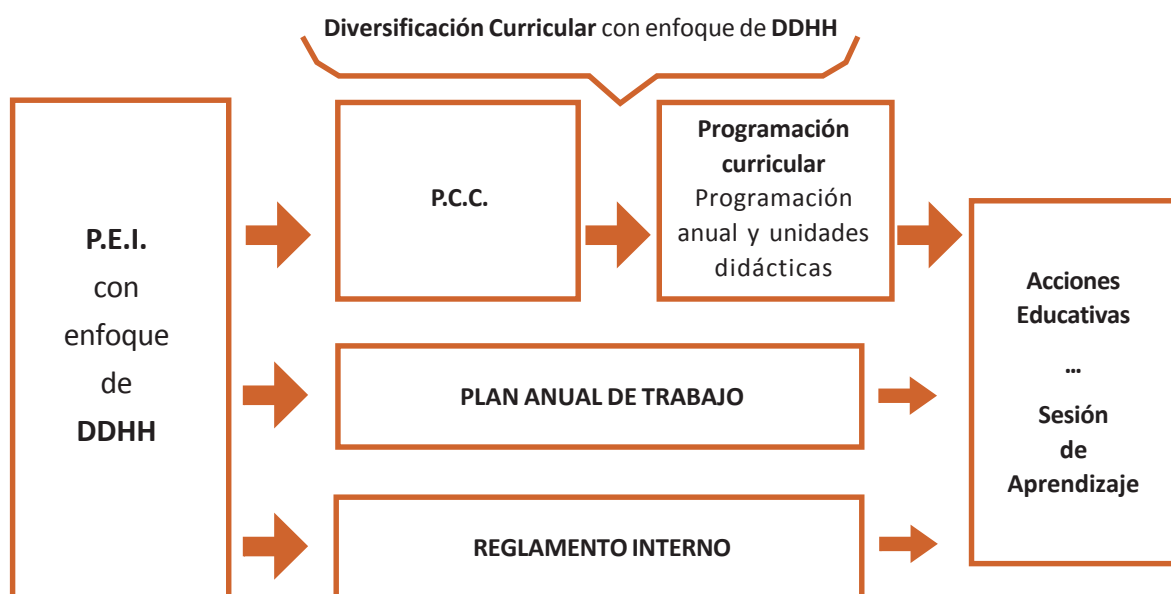 Diversificación Curricular con enfoque de DDHH
P.E.I.
con
enfoque
de
DDHH
P.C.C.
Programación
curricular
Programación
anual y unidades
didácticas
PLAN ANUAL DE TRABAJO
REGLAMENTO INTERNO
Acciones
Educativas
...
Sesión
de
Aprendizaje